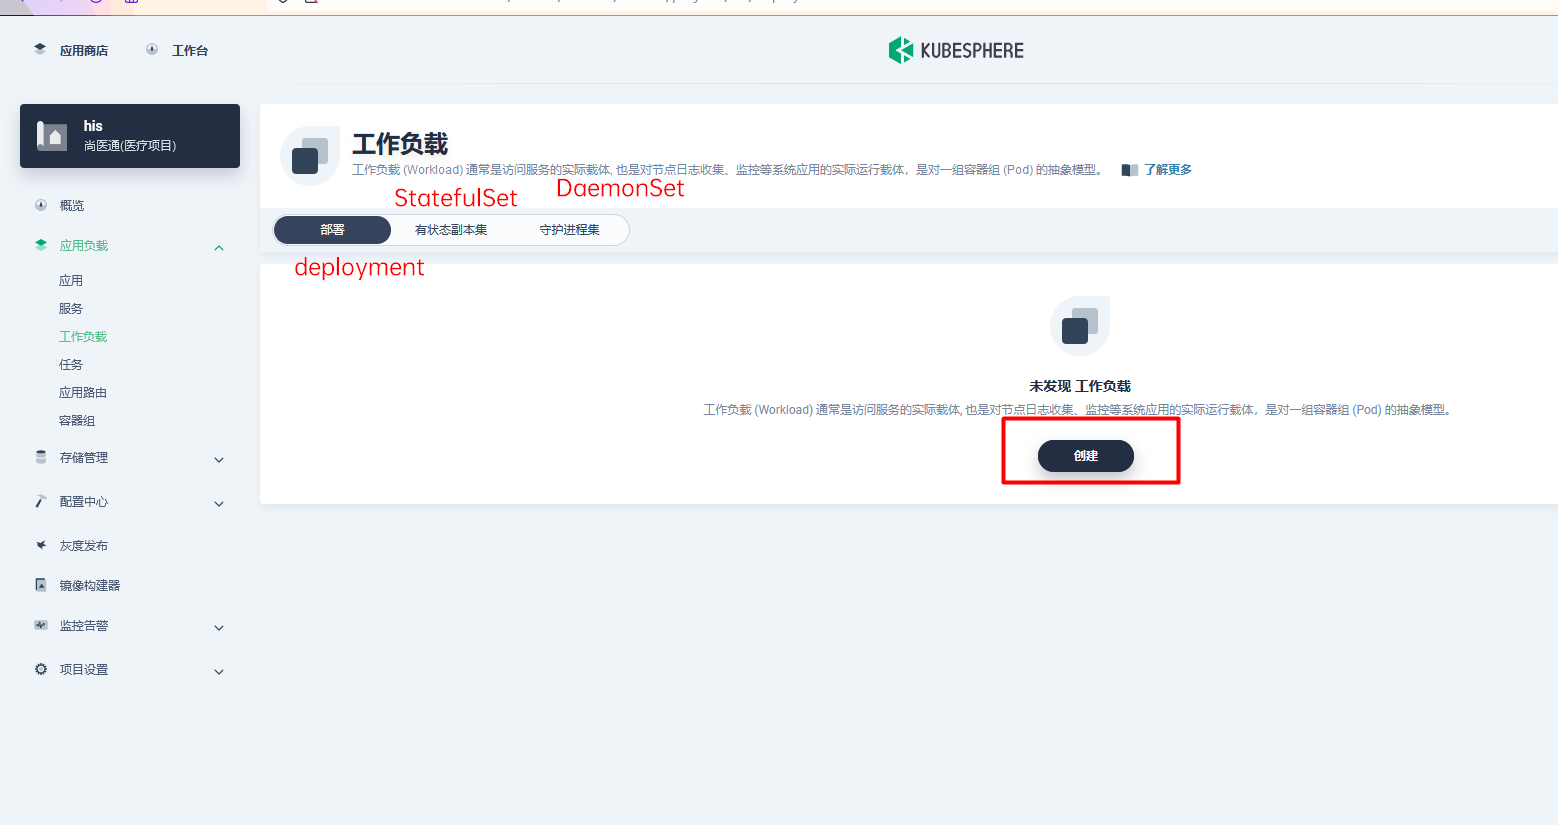 应用商店 工作台 KUBESPHERE
his
尚医通(医疗项目)
概览
应用负载
应用
服务
工作负载
任务
应用路由
容器组
存储管理
配置中心
灰度发布
镜像构建器
监控告警
项目设置
工作负载
工作负载 (Workload) 通常是访问服务的实际载体, 也是对节点日志收集、监控等系统应用的实际运行载体，是对一组容器组 (Pod) 的抽象模型。 了解更多
StatefulSet DaemonSet
部署 有状态副本集 守护进程集
deployment
未发现 工作负载
工作负载 (Workload) 通常是访问服务的实际载体, 也是对节点日志收集、监控等系统应用的实际运行载体，是对一组容器组 (Pod) 的抽象模型。
创建